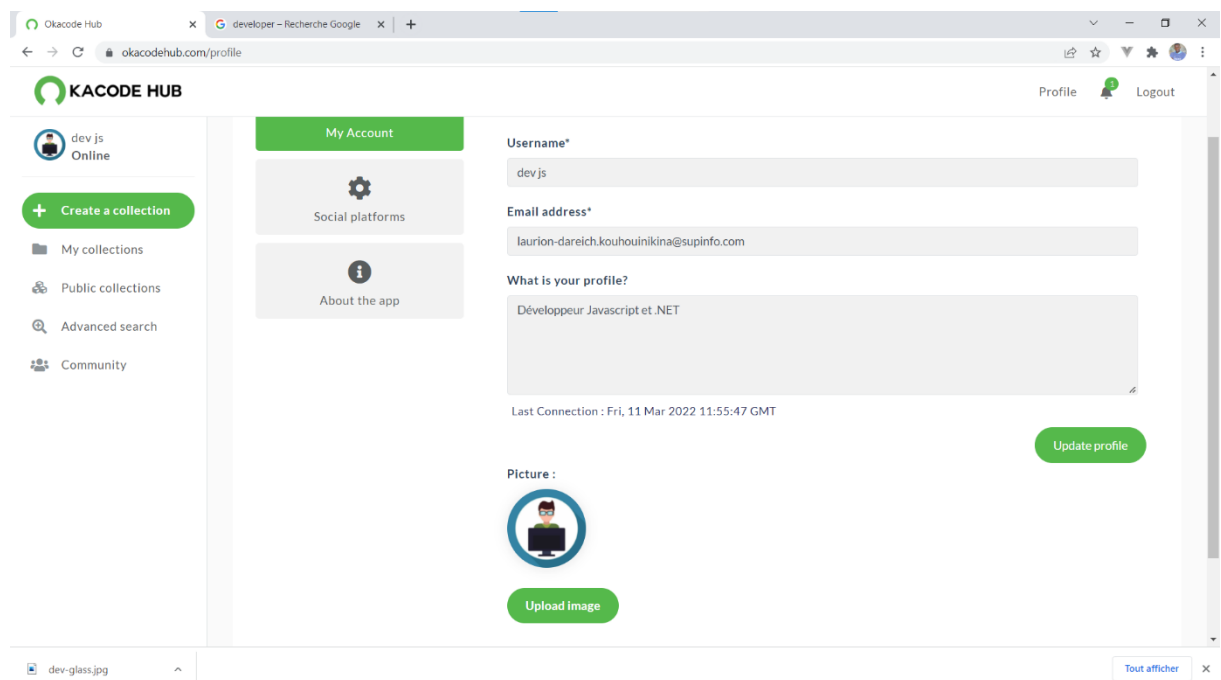 Okacode Hub
developer – Recherche Google
okacodehub.com/profile
KACODE HUB
Profile
1
Logout
dev js
Online
Create a collection
My collections
Public collections
Advanced search
Community
My Account
Social platforms
About the app
Username*
dev js
Email address*
laurion-dareich.kouhouinikina@supinfo.com
What is your profile?
Développeur Javascript et .NET
Last Connection : Fri, 11 Mar 2022 11:55:47 GMT
Update profile
Picture :
Upload image
dev-glass.jpg
Tout afficher